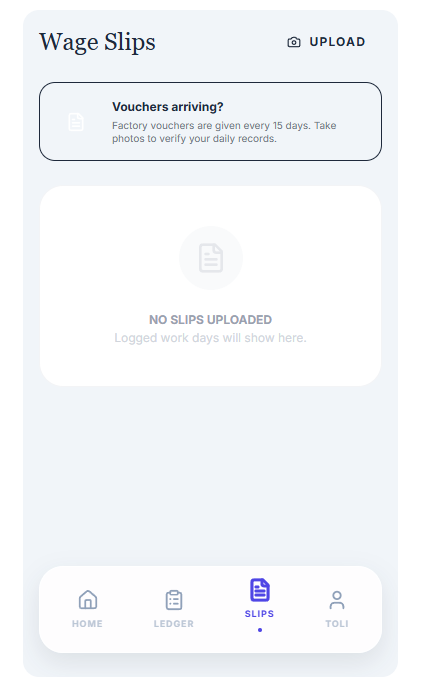 Wage Slips
UPLOAD
Vouchers arriving?
Factory vouchers are given every 15 days. Take
photos to verify your daily records.
NO SLIPS UPLOADED
Logged work days will show here.
HOME
LEDGER
SLIPS
TOLI